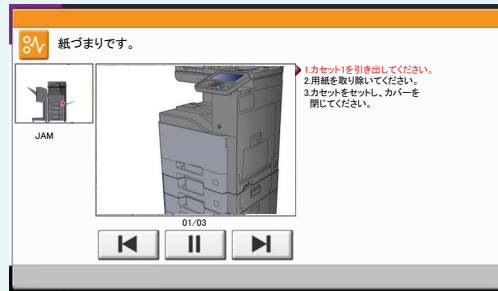 紙づまりです。
JAM
1.カセット1を引き出してください。
2.用紙を取り除いてください。
3.カセットをセットし、カバーを
閉じてください。
01/03